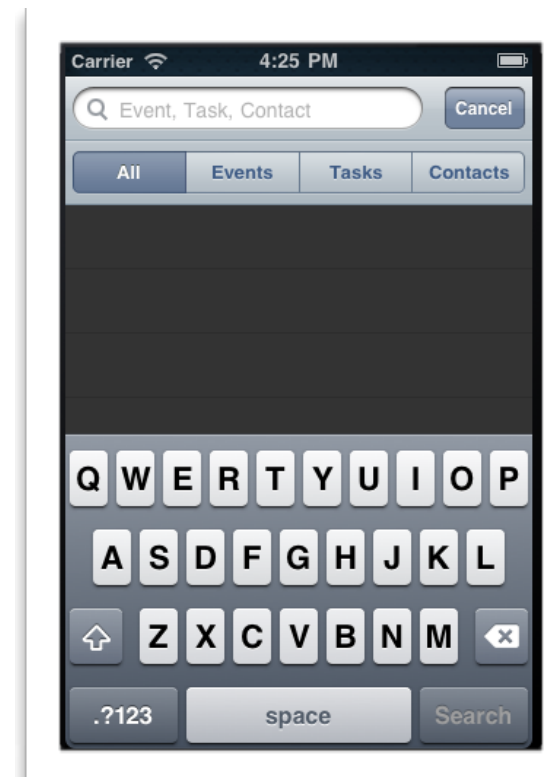 Carrier 4:25 PM
Event, Task, Contact Cancel
All Events Tasks Contacts
Q W E R T Y U I O P
A S D F G H J K L
Z X C V B N M
.?123 space Search